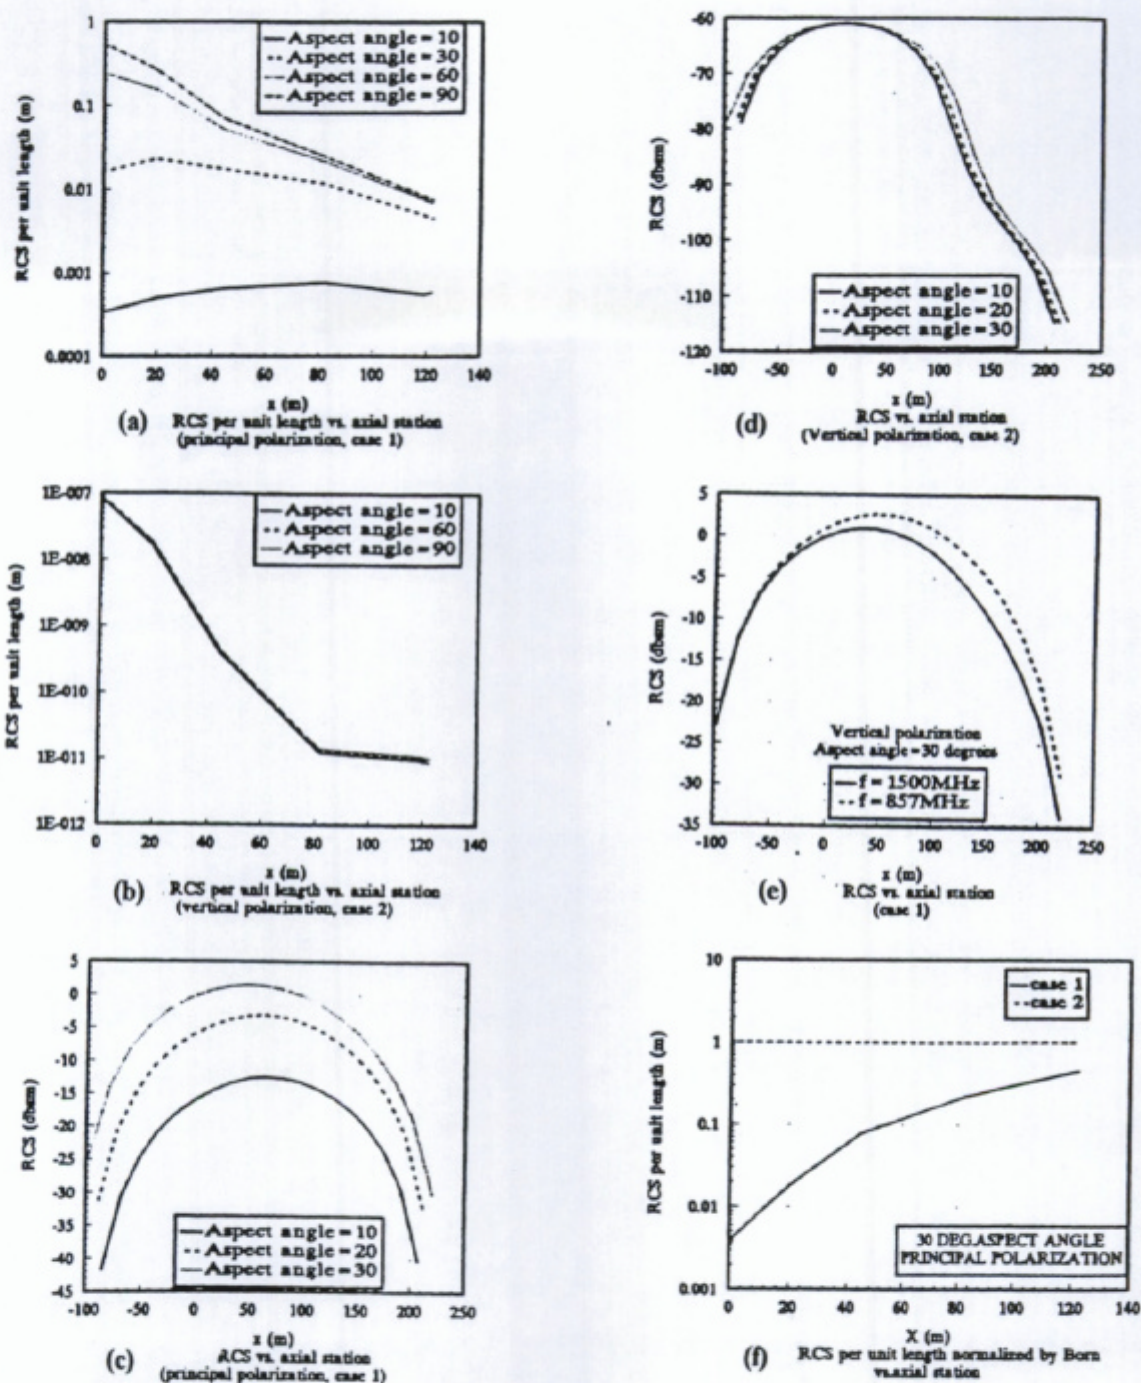 1
0.1
0.01
0.001
0.0001
RCS per unit length (m)
Aspect angle=10
Aspect angle=30
Aspect angle=60
Aspect angle=90
0 20 40 60 80 100 120 140
z (m)
(a) RCS per unit length vs. axial station
(principal polarization, case 1)
-60
-70
-80
-90
-100
-110
-120
RCS (dbsm)
Aspect angle=10
Aspect angle=20
Aspect angle=30
-100 -50 0 50 100 150 200 250
z (m)
(d) RCS vs. axial station
(Vertical polarization, case 2)
1E-007
1E-008
1E-009
1E-010
1E-011
1E-012
RCS per unit length (m)
Aspect angle=10
Aspect angle=60
Aspect angle=90
0 20 40 60 80 100 120 140
z (m)
(b) RCS per unit length vs. axial station
(vertical polarization, case 2)
5
0
-5
-10
-15
-20
-25
-30
-35
RCS (dbsm)
Vertical polarization
Aspect angle=30 degrees
f=1500MHz
f=857MHz
-100 -50 0 50 100 150 200 250
z (m)
(e) RCS vs. axial station
(case 1)
5
0
-5
-10
-15
-20
-25
-30
-35
-40
-45
RCS (dbsm)
Aspect angle=10
Aspect angle=20
Aspect angle=30
-100 -50 0 50 100 150 200 250
z (m)
(c) RCS vs. axial station
(principal polarization, case 1)
10
1
0.1
0.01
0.001
RCS per unit length (m)
case 1
case 2
30 DEG.ASPECT ANGLE
PRINCIPAL POLARIZATION
0 20 40 60 80 100 120 140
X (m)
(f) RCS per unit length normalized by Born
vs.axial station